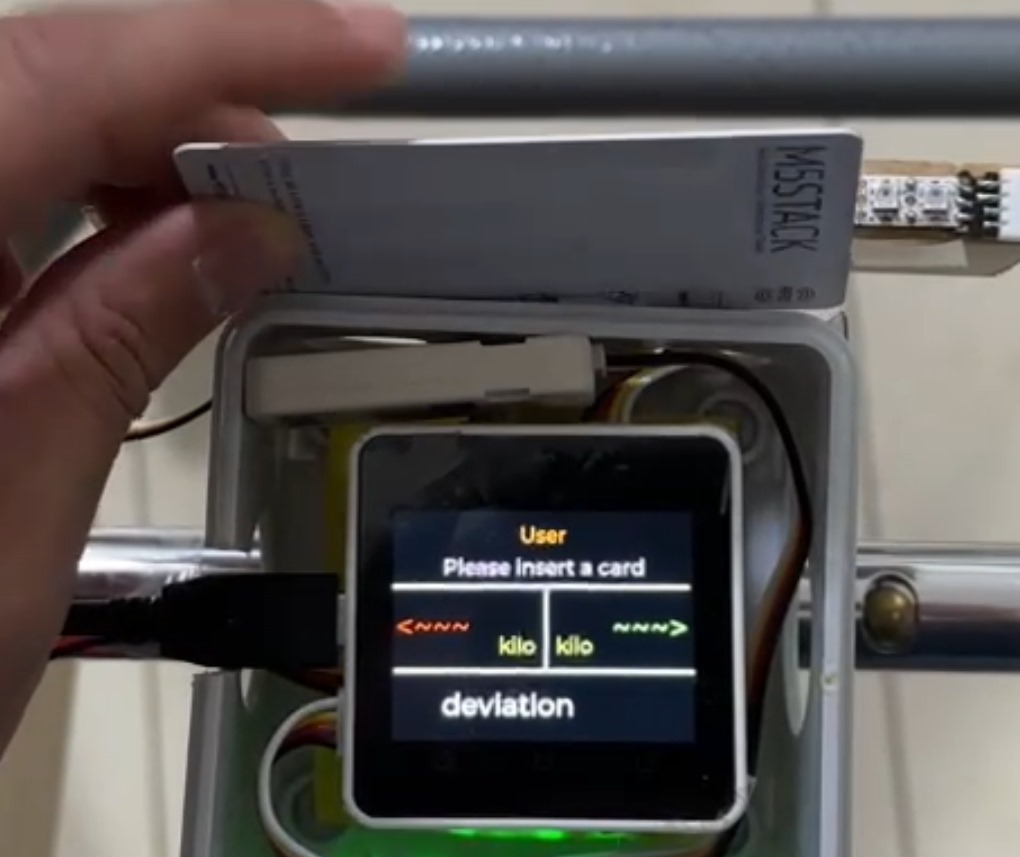 M5STACK
User
Please insert a card
<~~~ ~~~>
kilo kilo
deviation